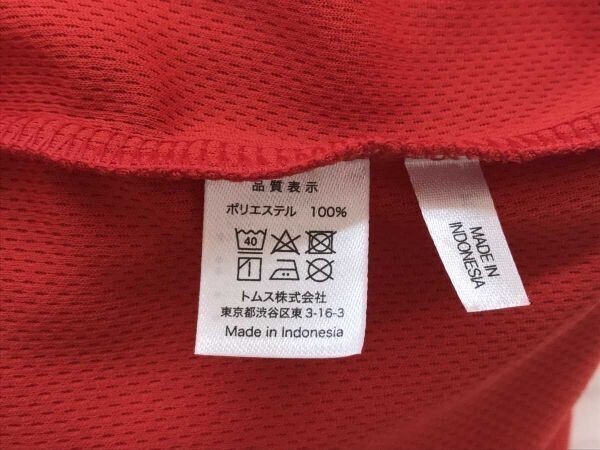 品質表示
ポリエステル 100%
40
トムス株式会社
東京都渋谷区東 3-16-3
Made in Indonesia
MADE IN
INDONESIA